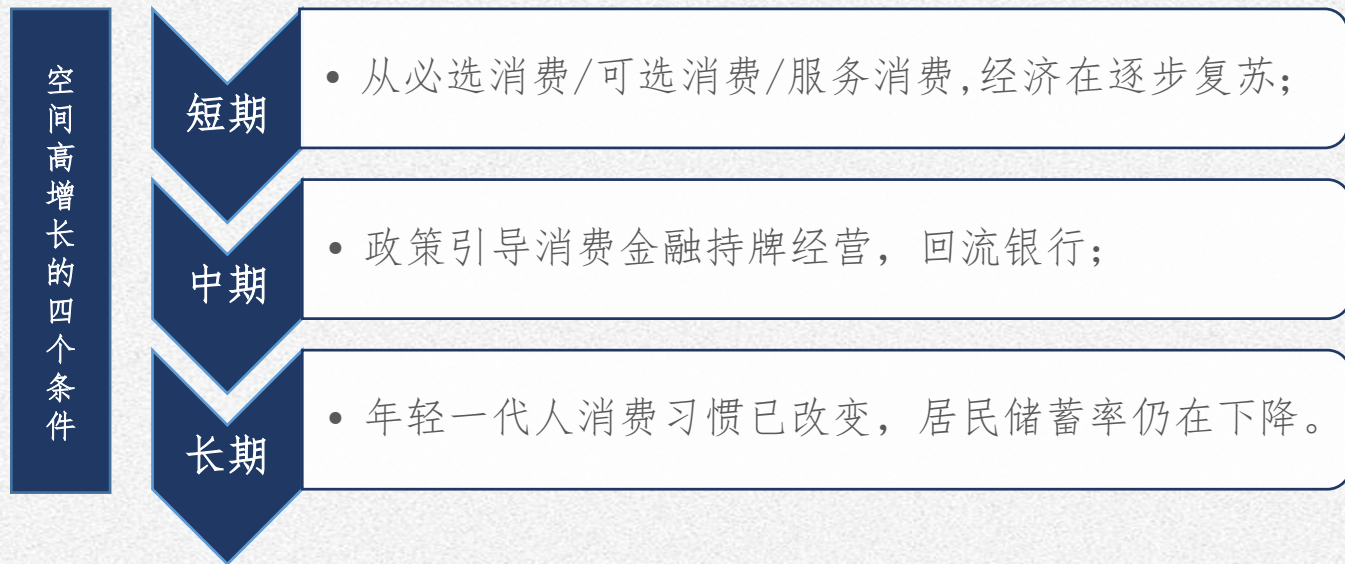 空间高增长的四个条件
短期
• 从必选消费/可选消费/服务消费,经济在逐步复苏；
中期
• 政策引导消费金融持牌经营，回流银行；
长期
• 年轻一代人消费习惯已改变，居民储蓄率仍在下降。